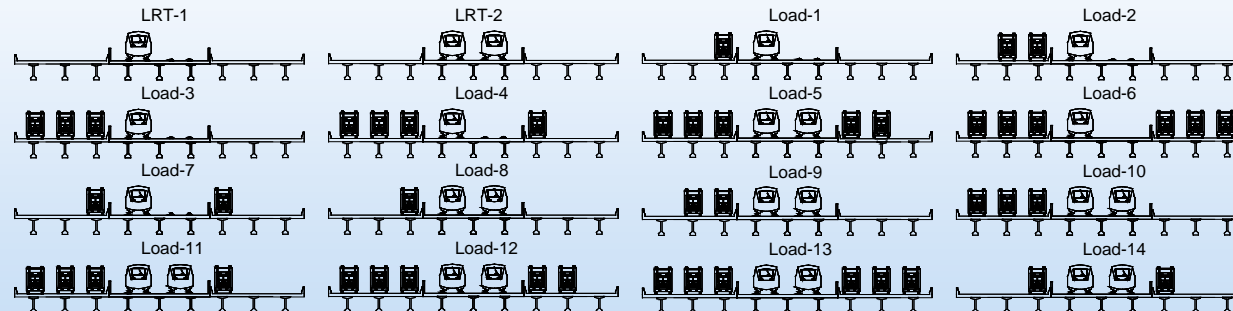 LRT-1 LRT-2 Load-1 Load-2
Load-3 Load-4 Load-5 Load-6
Load-7 Load-8 Load-9 Load-10
Load-11 Load-12 Load-13 Load-14